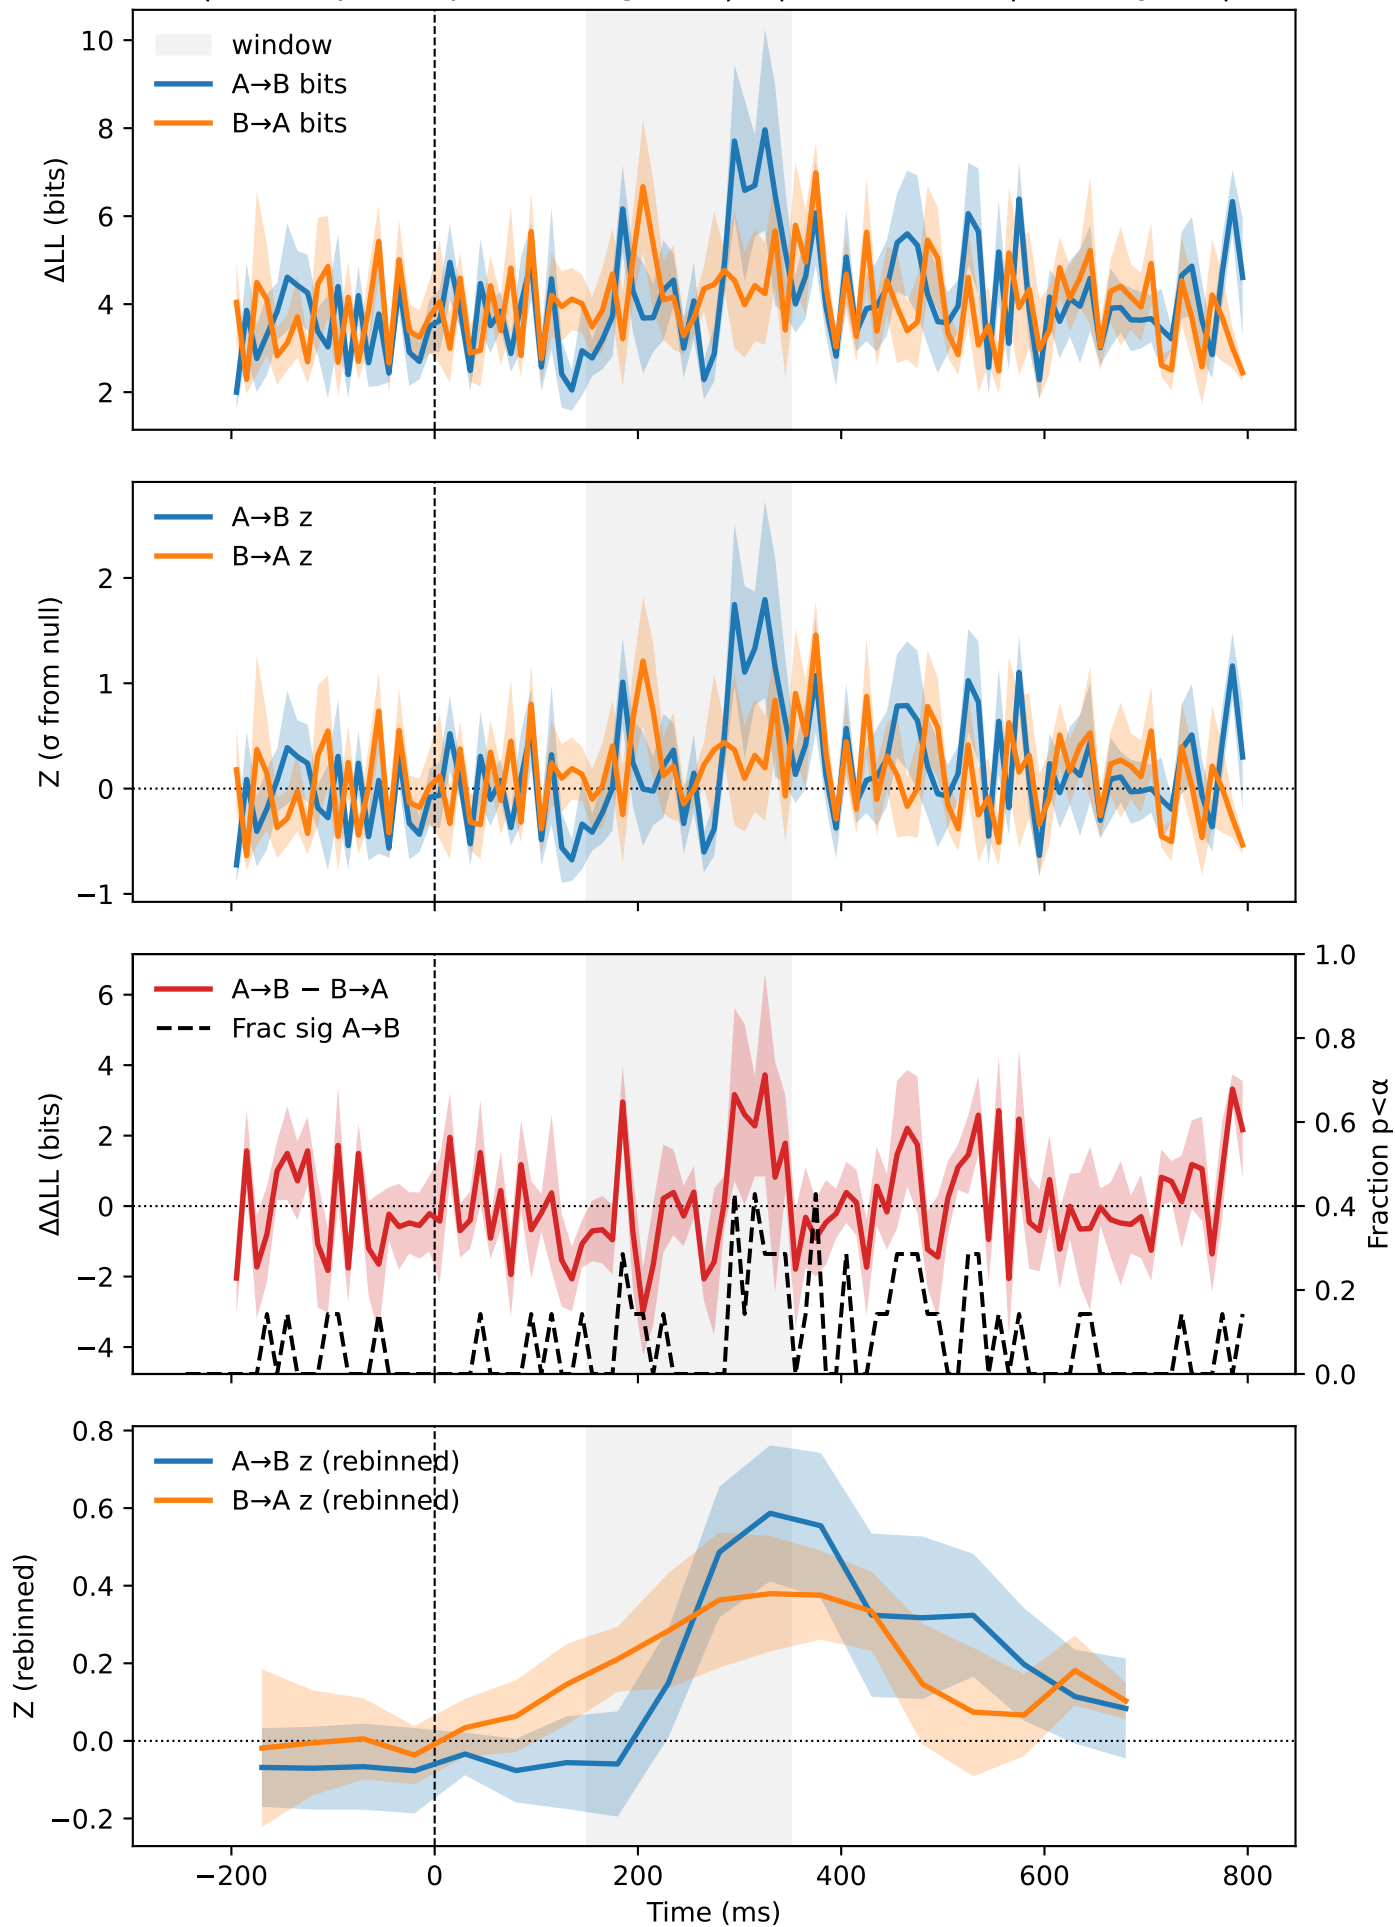 10
8
6
4
2
ΔLL (bits)
window
A→B bits
B→A bits
2
1
0
−1
Z (σ from null)
A→B z
B→A z
6
4
2
0
−2
−4
ΔΔLL (bits)
A→B − B→A
Frac sig A→B
1.0
0.8
0.6
0.4
0.2
0.0
Fraction p<α
0.8
0.6
0.4
0.2
0.0
−0.2
Z (rebinned)
A→B z (rebinned)
B→A z (rebinned)
−200 0 200 400 600 800
Time (ms)